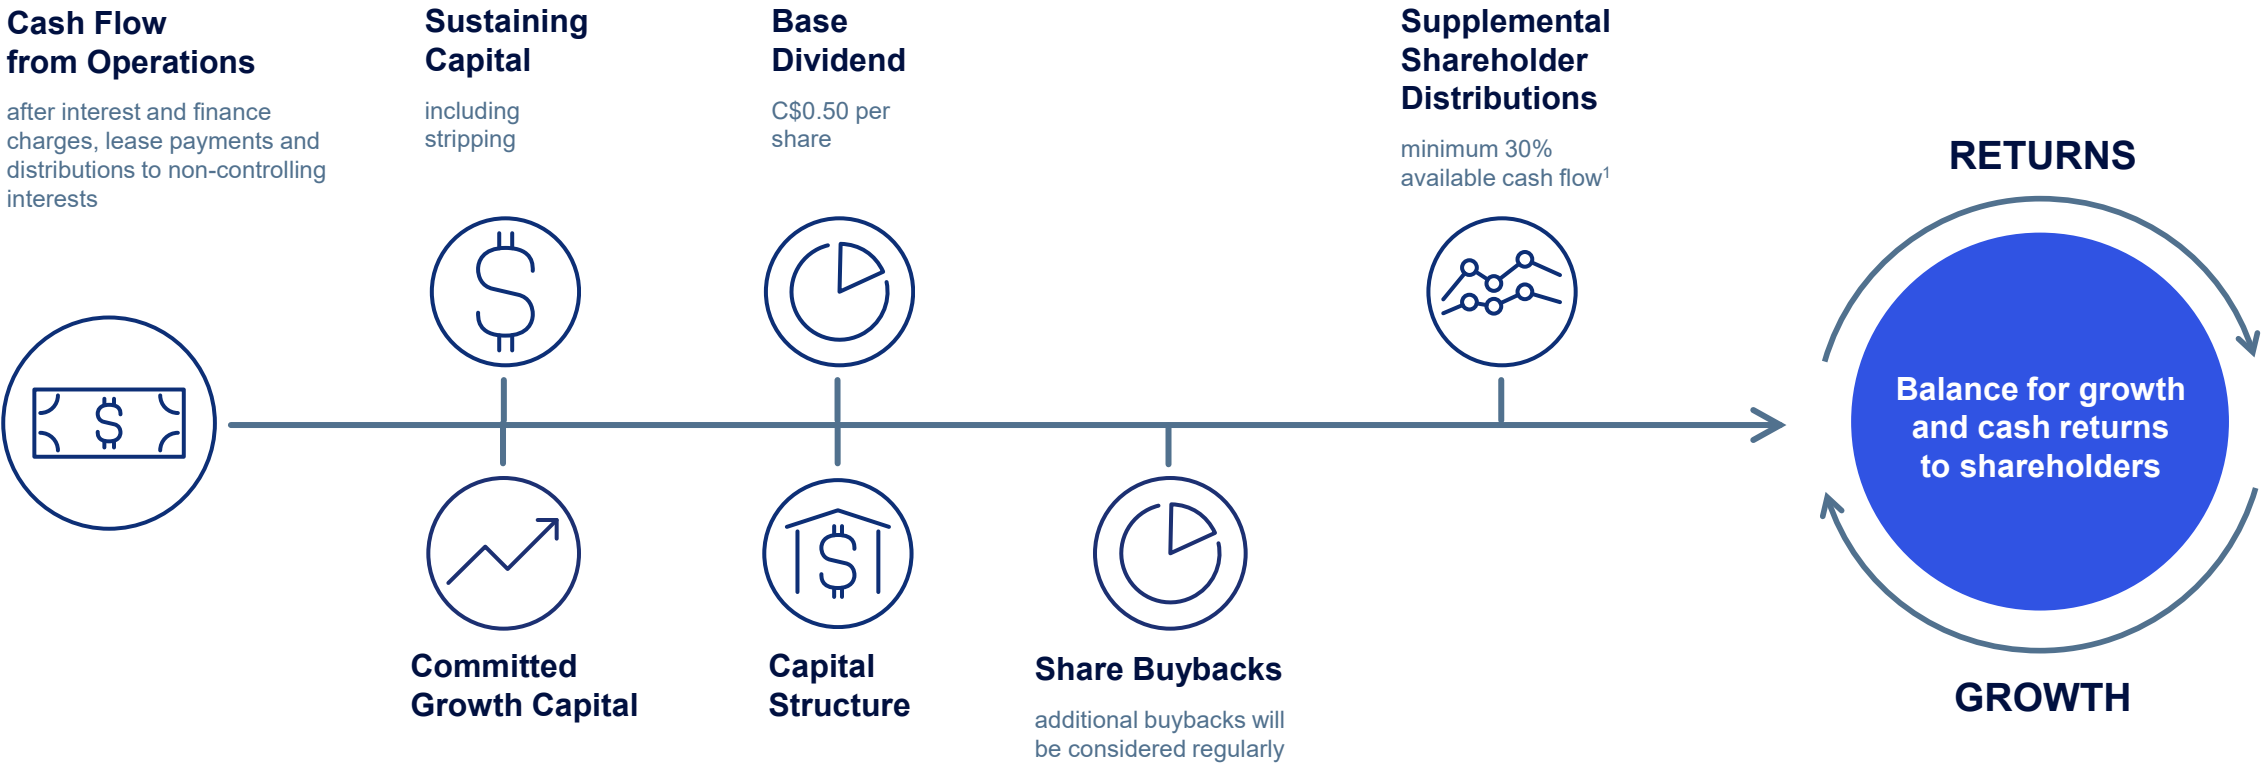 Cash Flow
from Operations
after interest and finance
charges, lease payments and
distributions to non-controlling
interests
Sustaining
Capital
including
stripping
Base
Dividend
C$0.50 per
share
Supplemental
Shareholder
Distributions
minimum 30%
available cash flow¹
RETURNS
$
$
Balance for growth
and cash returns
to shareholders
$
Committed
Growth Capital
Capital
Structure
Share Buybacks
additional buybacks will
be considered regularly
GROWTH